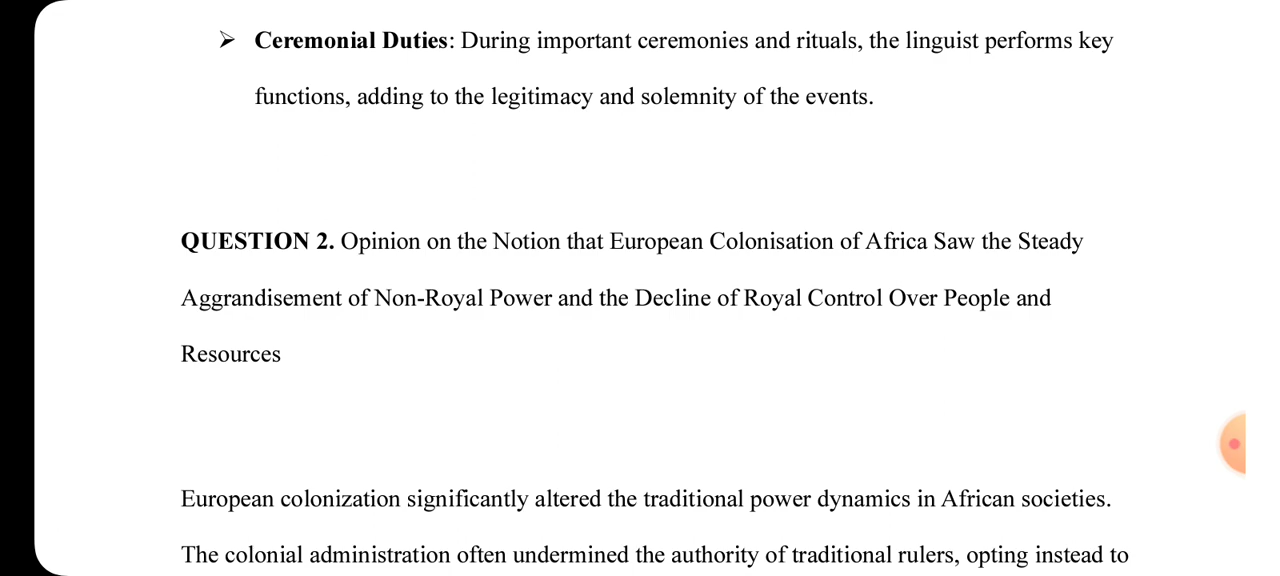 ➢ Ceremonial Duties: During important ceremonies and rituals, the linguist performs key
functions, adding to the legitimacy and solemnity of the events.
QUESTION 2. Opinion on the Notion that European Colonisation of Africa Saw the Steady
Aggrandisement of Non-Royal Power and the Decline of Royal Control Over People and
Resources
European colonization significantly altered the traditional power dynamics in African societies.
The colonial administration often undermined the authority of traditional rulers, opting instead to